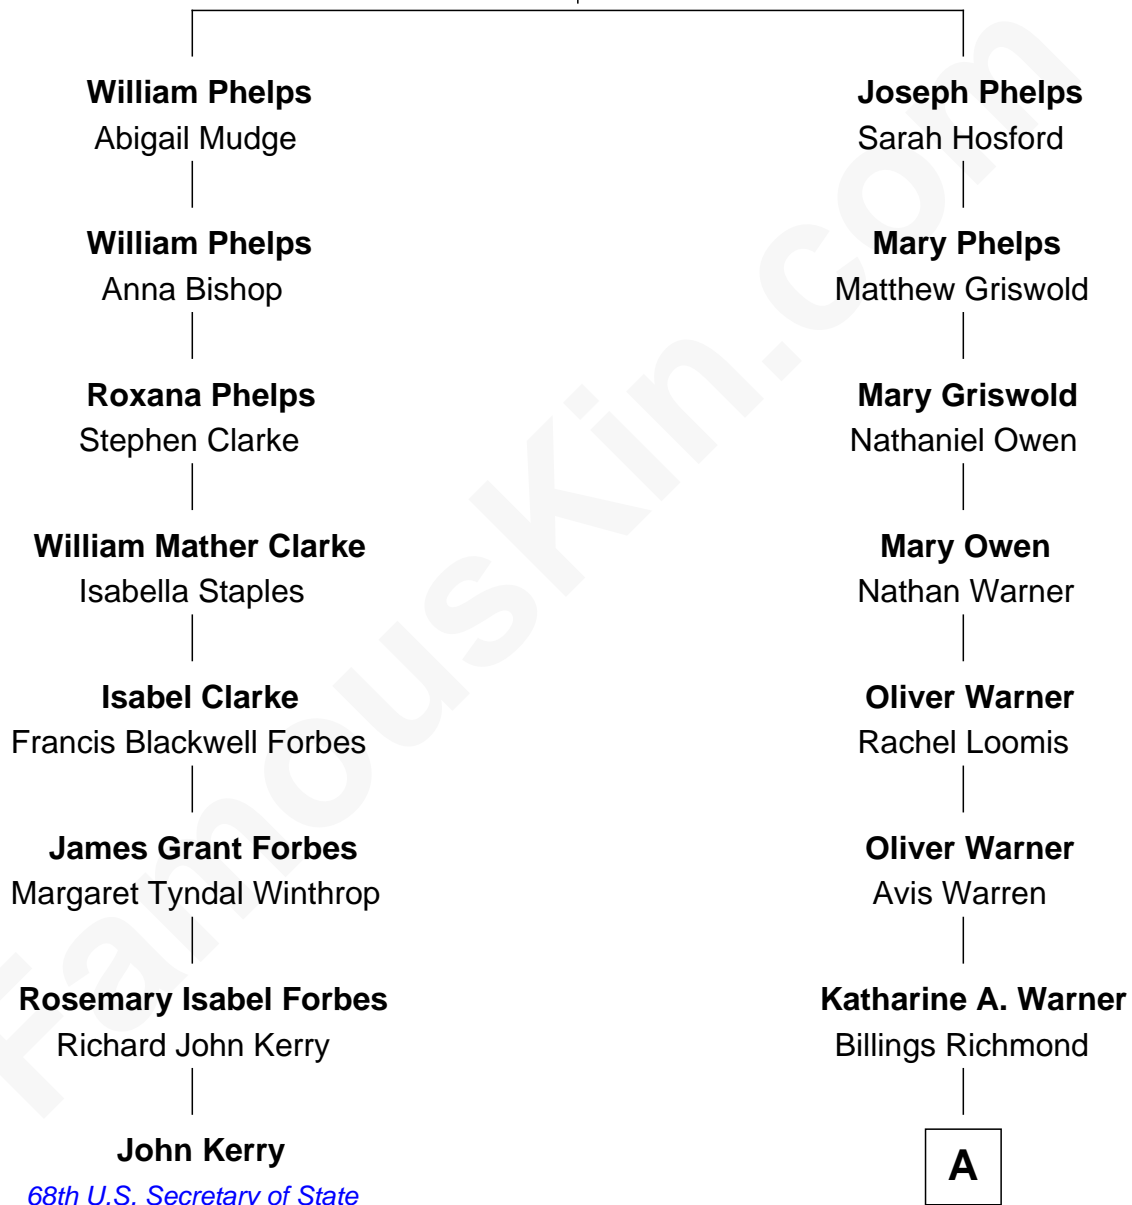 William Phelps
Abigail Mudge
William Phelps
Anna Bishop
Roxana Phelps
Stephen Clarke
William Mather Clarke
Isabella Staples
Isabel Clarke
Francis Blackwell Forbes
James Grant Forbes
Margaret Tyndal Winthrop
Rosemary Isabel Forbes
Richard John Kerry
John Kerry
68th U.S. Secretary of State
Joseph Phelps
Sarah Hosford
Mary Phelps
Matthew Griswold
Mary Griswold
Nathaniel Owen
Mary Owen
Nathan Warner
Oliver Warner
Rachel Loomis
Oliver Warner
Avis Warren
Katharine A. Warner
Billings Richmond
A
FamousKin.com